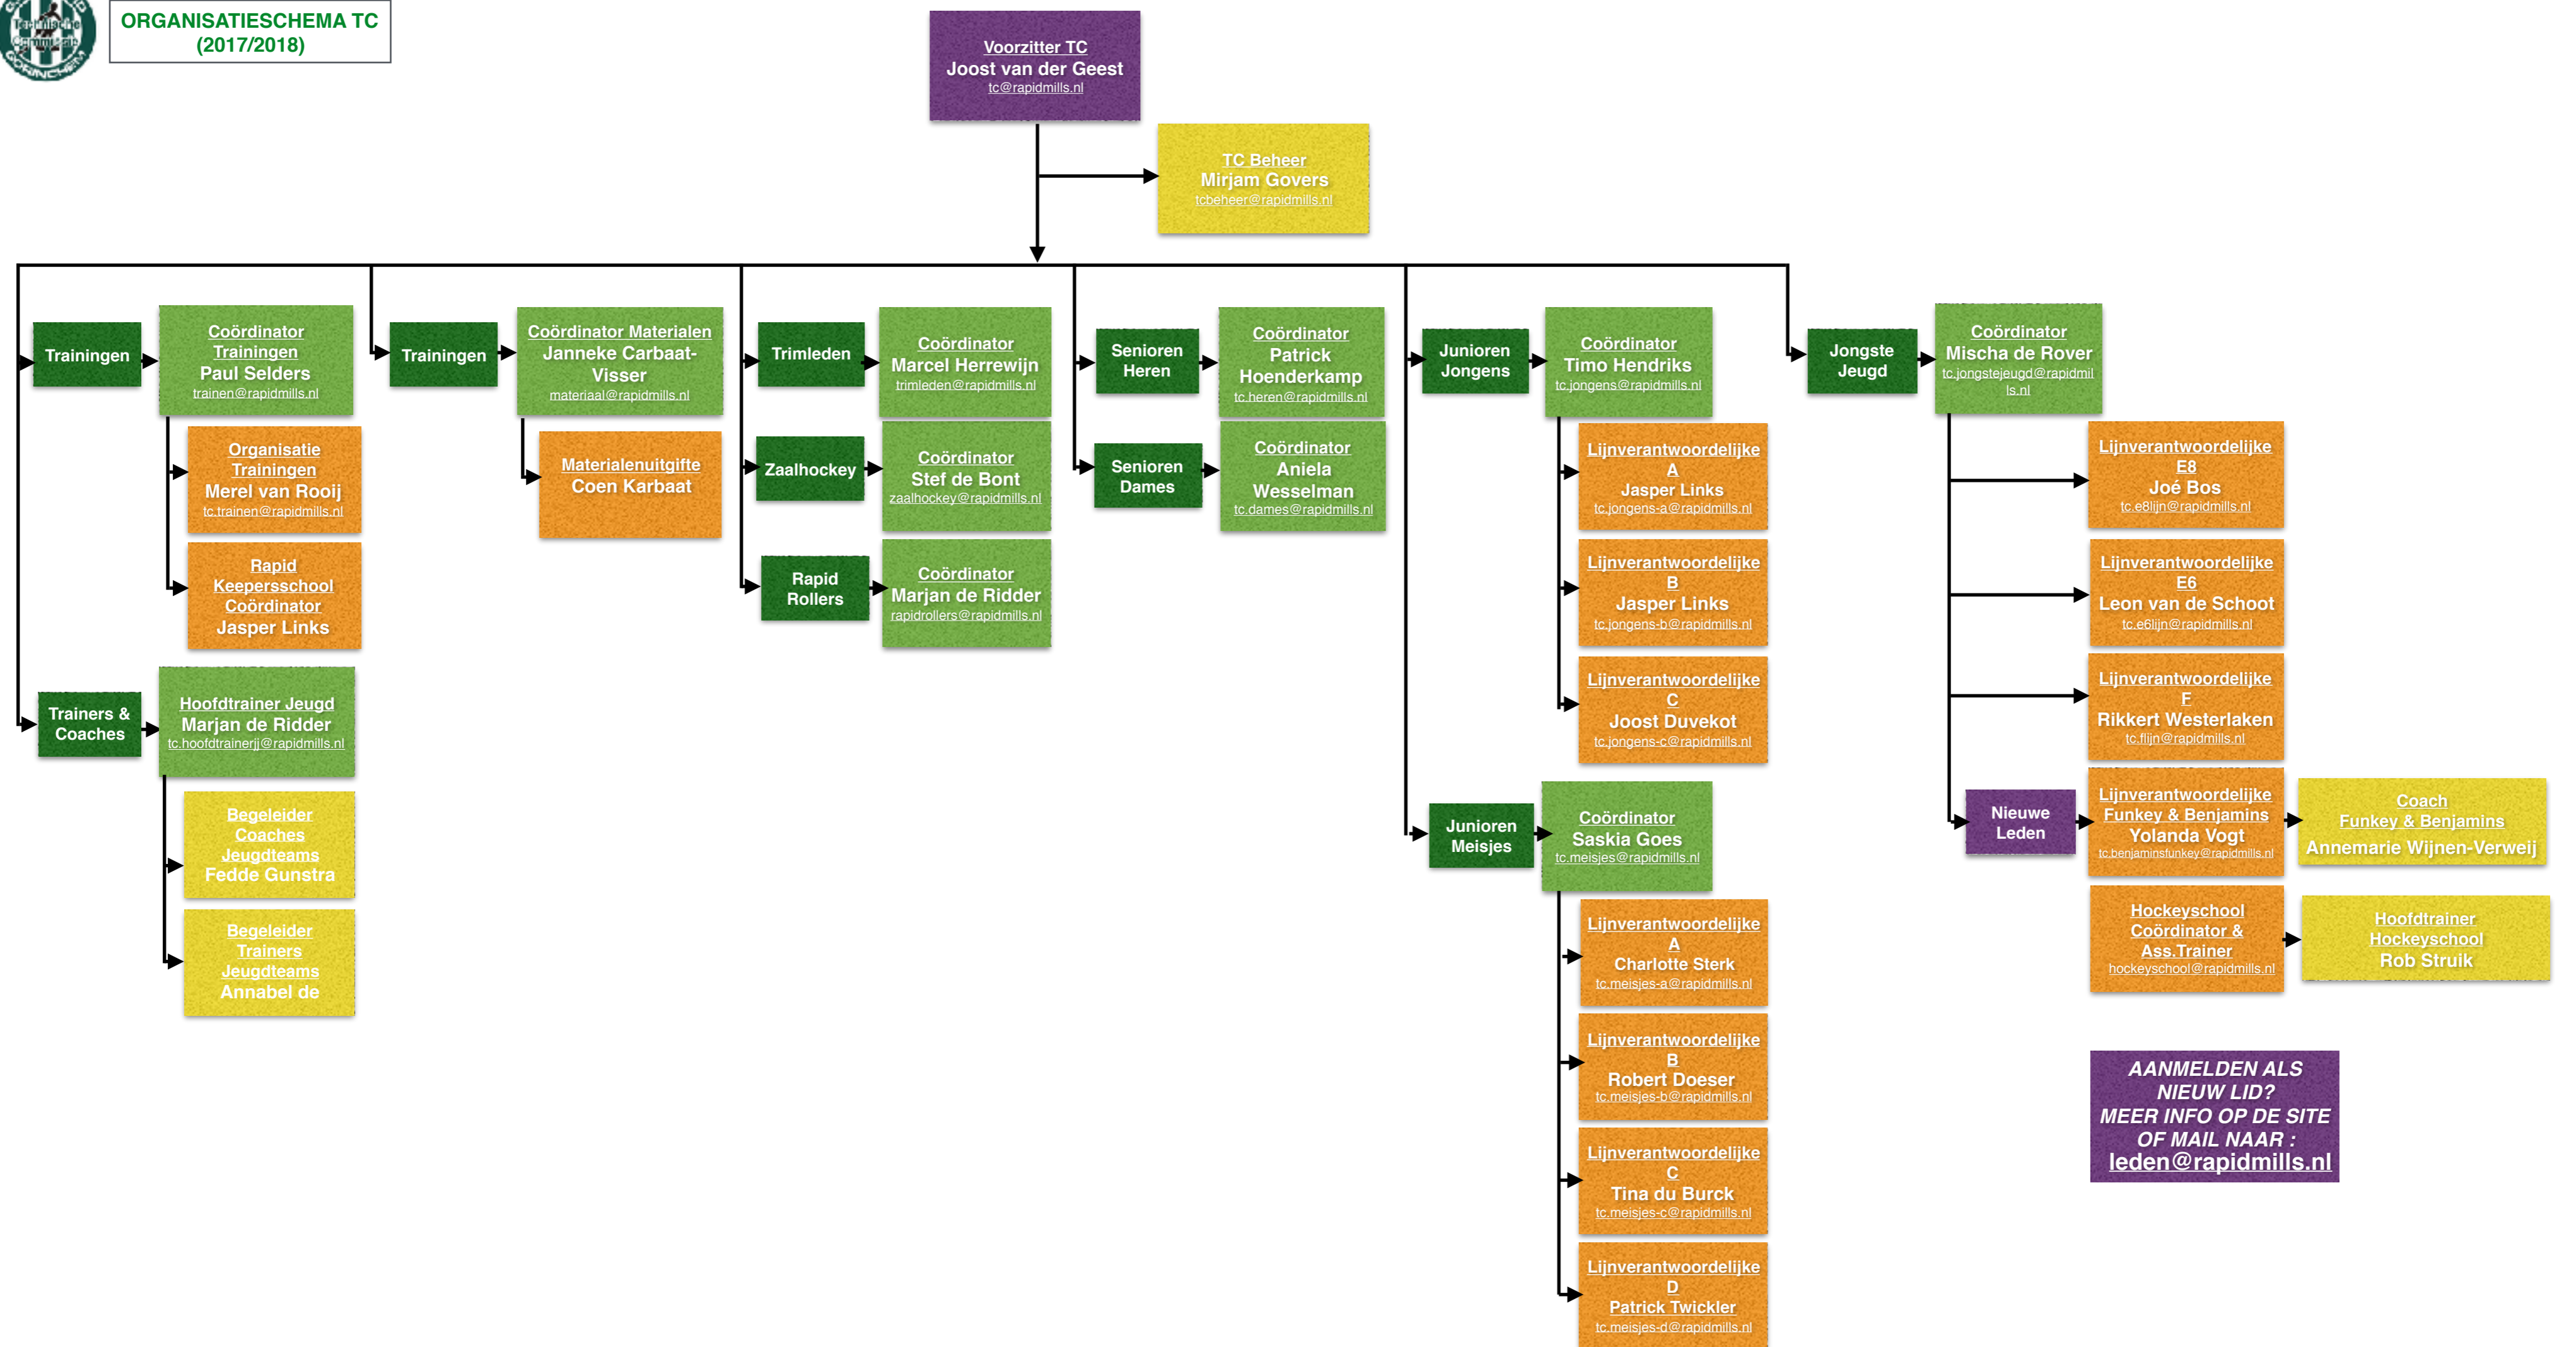 Technische
Commissie
GORINCHEM
ORGANISATIESCHEMA TC
(2017/2018)
Voorzitter TC
Joost van der Geest
tc@rapidmills.nl
TC Beheer
Mirjam Govers
tcbeheer@rapidmills.nl
Trainingen
Coördinator
Trainingen
Paul Selders
trainen@rapidmills.nl
Organisatie
Trainingen
Merel van Rooij
tc.trainen@rapidmills.nl
Rapid
Keepersschool
Coördinator
Jasper Links
Trainers &
Coaches
Hoofdtrainer Jeugd
Marjan de Ridder
tc.hoofdtrainerjj@rapidmills.nl
Begeleider
Coaches
Jeugdteams
Fedde Gunstra
Begeleider
Trainers
Jeugdteams
Annabel de
Trainingen
Coördinator Materialen
Janneke Carbaat-
Visser
materiaal@rapidmills.nl
Materialenuitgifte
Coen Karbaat
Trimleden
Coördinator
Marcel Herrewijn
trimleden@rapidmills.nl
Zaalhockey
Coördinator
Stef de Bont
zaalhockey@rapidmills.nl
Rapid
Rollers
Coördinator
Marjan de Ridder
rapidrollers@rapidmills.nl
Senioren
Heren
Coördinator
Patrick
Hoenderkamp
tc.heren@rapidmills.nl
Senioren
Dames
Coördinator
Aniela
Wesselman
tc.dames@rapidmills.nl
Junioren
Jongens
Coördinator
Timo Hendriks
tc.jongens@rapidmills.nl
Lijnverantwoordelijke
A
Jasper Links
tc.jongens-a@rapidmills.nl
Lijnverantwoordelijke
B
Jasper Links
tc.jongens-b@rapidmills.nl
Lijnverantwoordelijke
C
Joost Duvekot
tc.jongens-c@rapidmills.nl
Junioren
Meisjes
Coördinator
Saskia Goes
tc.meisjes@rapidmills.nl
Lijnverantwoordelijke
A
Charlotte Sterk
tc.meisjes-a@rapidmills.nl
Lijnverantwoordelijke
B
Robert Doeser
tc.meisjes-b@rapidmills.nl
Lijnverantwoordelijke
C
Tina du Burck
tc.meisjes-c@rapidmills.nl
Lijnverantwoordelijke
D
Patrick Twickler
tc.meisjes-d@rapidmills.nl
Jongste
Jeugd
Coördinator
Mischa de Rover
tc.jongstejeugd@rapidmil
ls.nl
Lijnverantwoordelijke
E8
Joé Bos
tc.e8lijn@rapidmills.nl
Lijnverantwoordelijke
E6
Leon van de Schoot
tc.e6lijn@rapidmills.nl
Lijnverantwoordelijke
F
Rikkert Westerlaken
tc.flijn@rapidmills.nl
Nieuwe
Leden
Lijnverantwoordelijke
Funkey & Benjamins
Yolanda Vogt
tc.benjaminsfunkey@rapidmills.nl
Coach
Funkey & Benjamins
Annemarie Wijnen-Verweij
Hockeyschool
Coördinator &
Ass.Trainer
hockeyschool@rapidmills.nl
Hoofdtrainer
Hockeyschool
Rob Struik
AANMELDEN ALS
NIEUW LID?
MEER INFO OP DE SITE
OF MAIL NAAR :
leden@rapidmills.nl